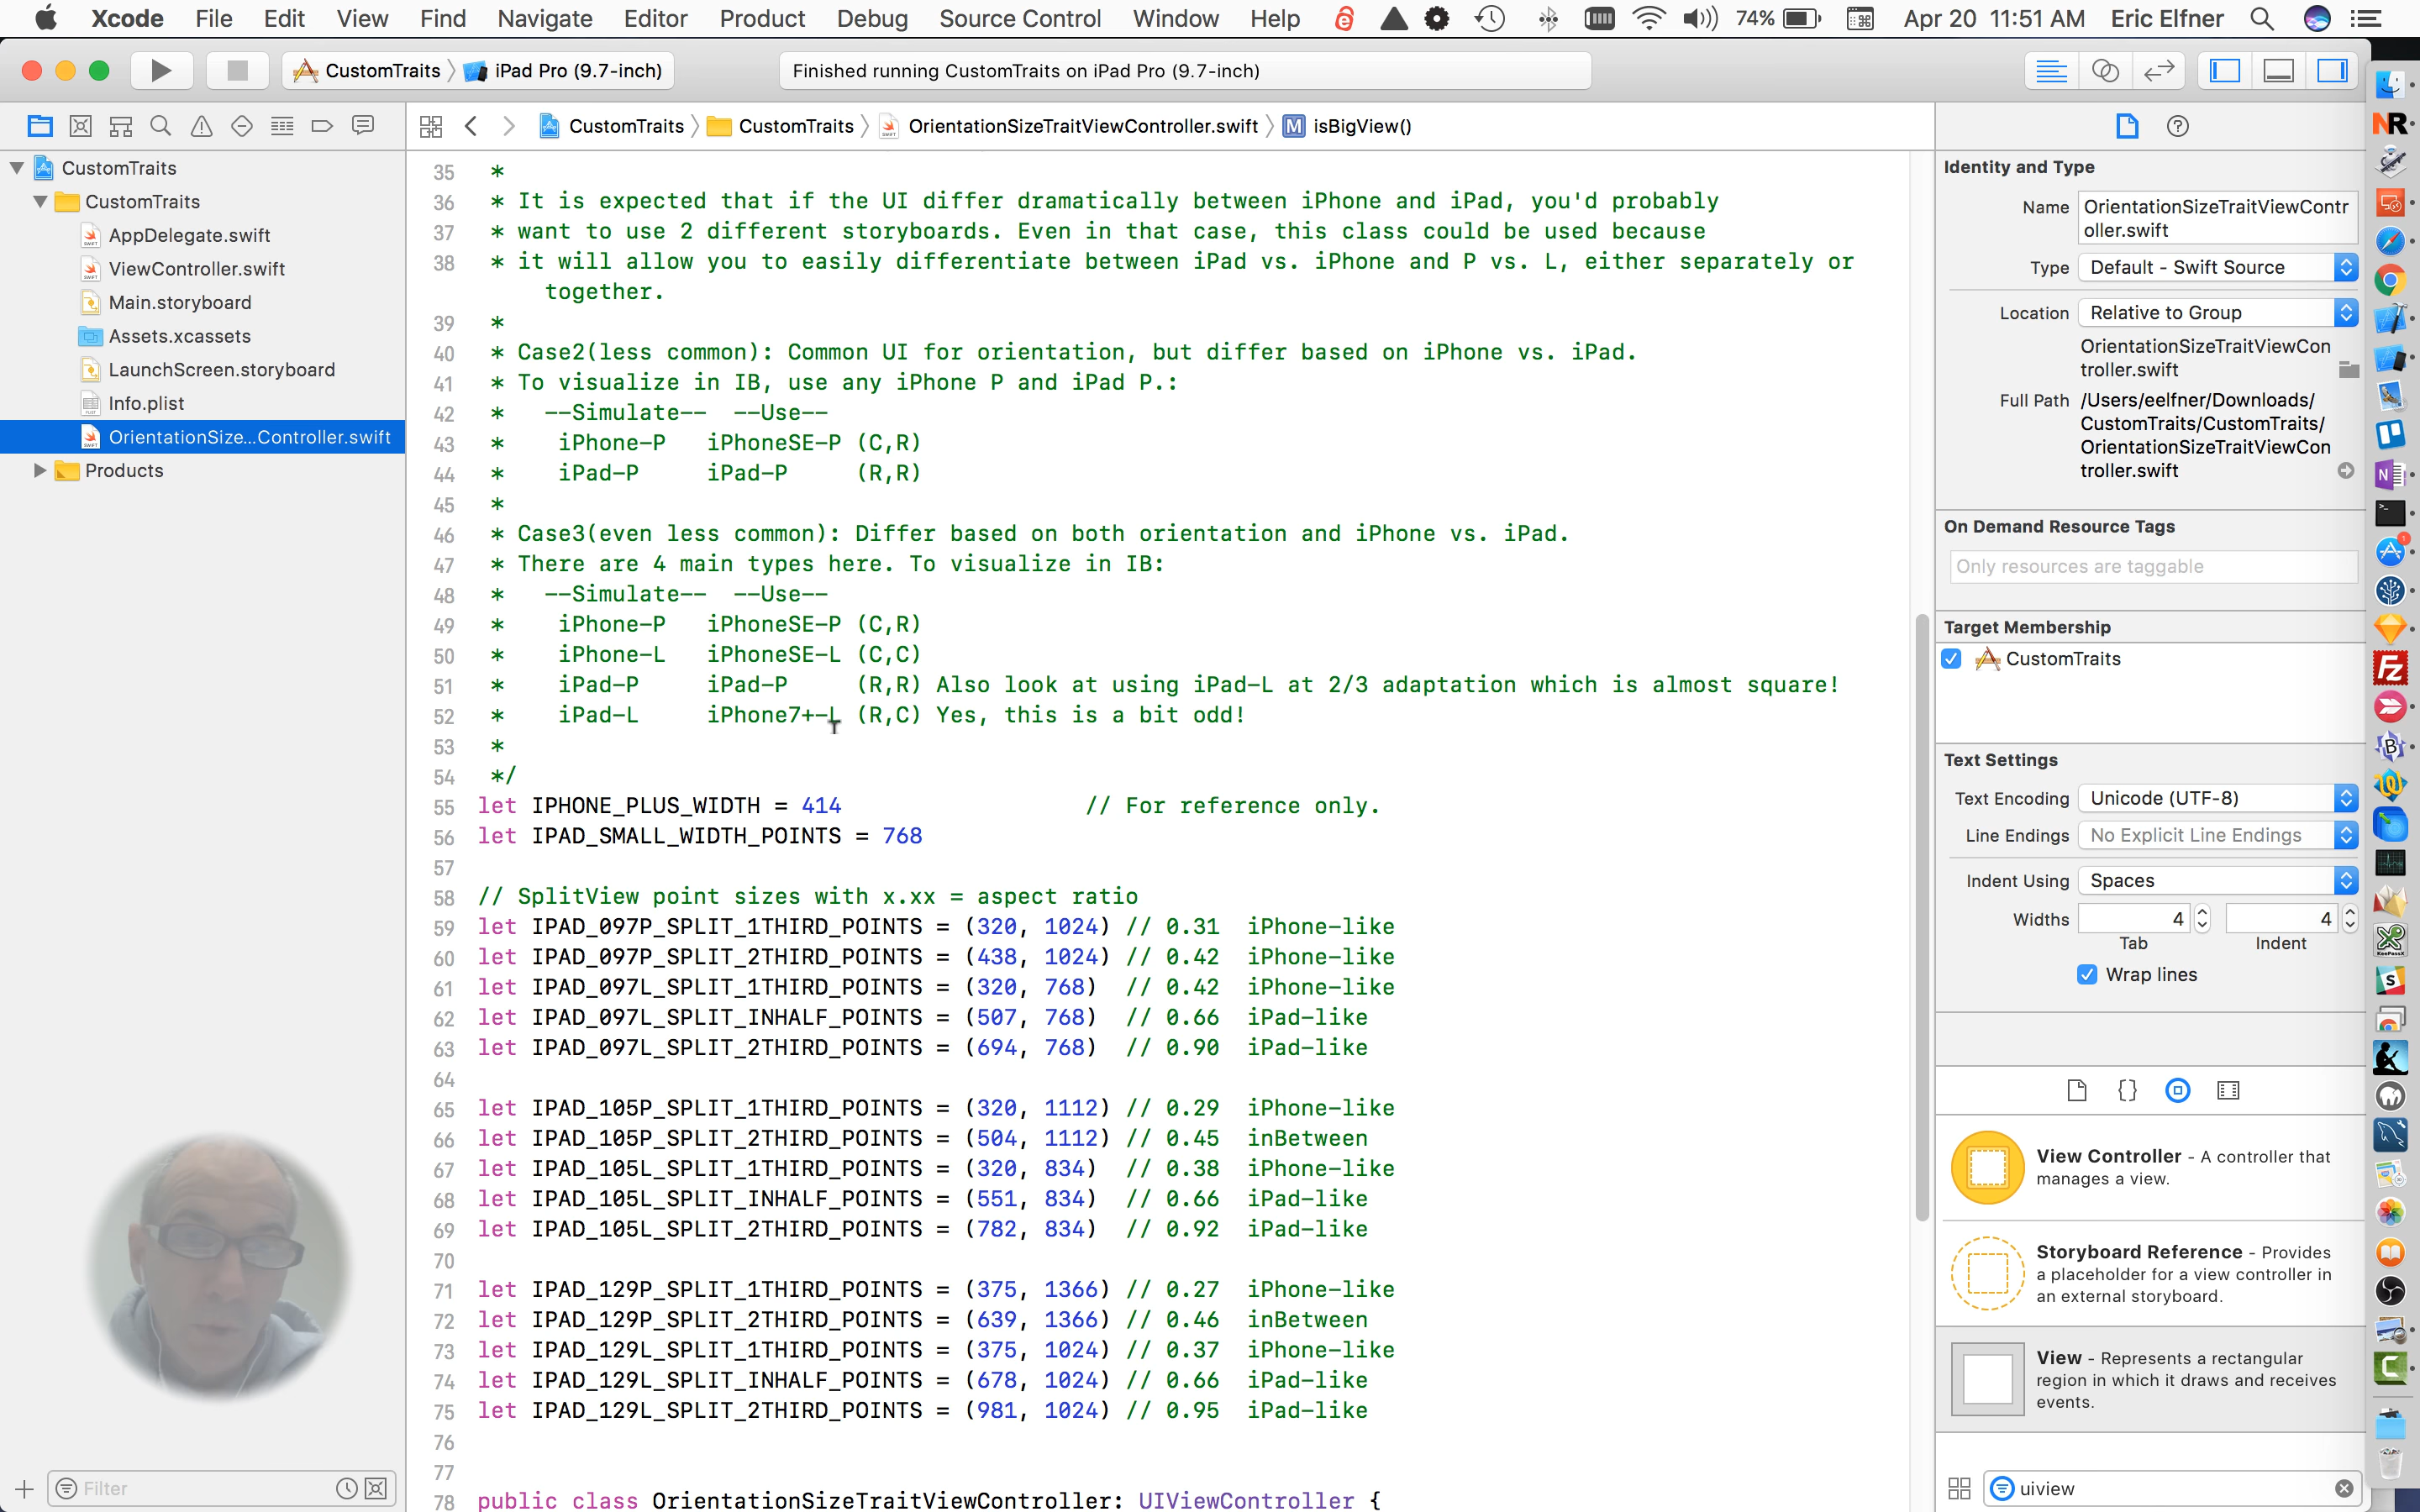 Xcode File Edit View Find Navigate Editor Product Debug Source Control Window Help 74% Apr 20 11:51 AM Eric Elfner
CustomTraits iPad Pro (9.7-inch) Finished running CustomTraits on iPad Pro (9.7-inch)
CustomTraits CustomTraits OrientationSizeTraitViewController.swift M isBigView()
CustomTraits
CustomTraits
AppDelegate.swift
ViewController.swift
Main.storyboard
Assets.xcassets
LaunchScreen.storyboard
Info.plist
OrientationSize...Controller.swift
Products
Filter
35 *
36 * It is expected that if the UI differ dramatically between iPhone and iPad, you'd probably
37 * want to use 2 different storyboards. Even in that case, this class could be used because
38 * it will allow you to easily differentiate between iPad vs. iPhone and P vs. L, either separately or
together.
39 *
40 * Case2(less common): Common UI for orientation, but differ based on iPhone vs. iPad.
41 * To visualize in IB, use any iPhone P and iPad P.:
42 * --Simulate-- --Use--
43 * iPhone-P iPhoneSE-P (C,R)
44 * iPad-P iPad-P (R,R)
45 *
46 * Case3(even less common): Differ based on both orientation and iPhone vs. iPad.
47 * There are 4 main types here. To visualize in IB:
48 * --Simulate-- --Use--
49 * iPhone-P iPhoneSE-P (C,R)
50 * iPhone-L iPhoneSE-L (C,C)
51 * iPad-P iPad-P (R,R) Also look at using iPad-L at 2/3 adaptation which is almost square!
52 * iPad-L iPhone7+-L (R,C) Yes, this is a bit odd!
53 *
54 */
55 let IPHONE_PLUS_WIDTH = 414 // For reference only.
56 let IPAD_SMALL_WIDTH_POINTS = 768
57
58 // SplitView point sizes with x.xx = aspect ratio
59 let IPAD_097P_SPLIT_1THIRD_POINTS = (320, 1024) // 0.31 iPhone-like
60 let IPAD_097P_SPLIT_2THIRD_POINTS = (438, 1024) // 0.42 iPhone-like
61 let IPAD_097L_SPLIT_1THIRD_POINTS = (320, 768) // 0.42 iPhone-like
62 let IPAD_097L_SPLIT_INHALF_POINTS = (507, 768) // 0.66 iPad-like
63 let IPAD_097L_SPLIT_2THIRD_POINTS = (694, 768) // 0.90 iPad-like
64
65 let IPAD_105P_SPLIT_1THIRD_POINTS = (320, 1112) // 0.29 iPhone-like
66 let IPAD_105P_SPLIT_2THIRD_POINTS = (504, 1112) // 0.45 inBetween
67 let IPAD_105L_SPLIT_1THIRD_POINTS = (320, 834) // 0.38 iPhone-like
68 let IPAD_105L_SPLIT_INHALF_POINTS = (551, 834) // 0.66 iPad-like
69 let IPAD_105L_SPLIT_2THIRD_POINTS = (782, 834) // 0.92 iPad-like
70
71 let IPAD_129P_SPLIT_1THIRD_POINTS = (375, 1366) // 0.27 iPhone-like
72 let IPAD_129P_SPLIT_2THIRD_POINTS = (639, 1366) // 0.46 inBetween
73 let IPAD_129L_SPLIT_1THIRD_POINTS = (375, 1024) // 0.37 iPhone-like
74 let IPAD_129L_SPLIT_INHALF_POINTS = (678, 1024) // 0.66 iPad-like
75 let IPAD_129L_SPLIT_2THIRD_POINTS = (981, 1024) // 0.95 iPad-like
76
77
78 public class OrientationSizeTraitViewController: UIViewController {
Identity and Type
Name OrientationSizeTraitViewContr
oller.swift
Type Default - Swift Source
Location Relative to Group
OrientationSizeTraitViewCon
troller.swift
Full Path /Users/eelfner/Downloads/
CustomTraits/CustomTraits/
OrientationSizeTraitViewCon
troller.swift
On Demand Resource Tags
Only resources are taggable
Target Membership
CustomTraits
Text Settings
Text Encoding Unicode (UTF-8)
Line Endings No Explicit Line Endings
Indent Using Spaces
Widths 4 4
Tab Indent
Wrap lines
View Controller - A controller that
manages a view.
Storyboard Reference - Provides
a placeholder for a view controller in
an external storyboard.
View - Represents a rectangular
region in which it draws and receives
events.
uiview